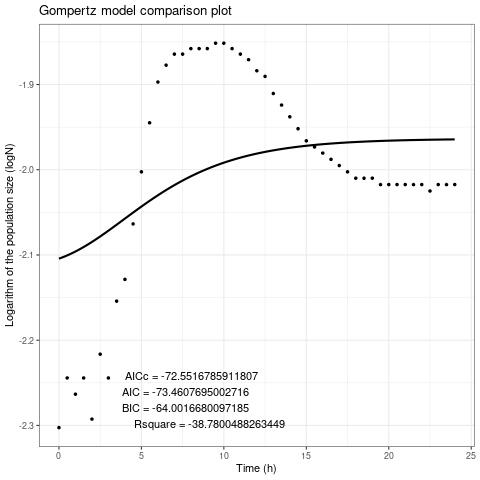 Gompertz model comparison plot
Logarithm of the population size (logN)
-1.9
-2.0
-2.1
-2.2
-2.3
AICc = -72.5516785911807
AIC = -73.4607695002716
BIC = -64.0016680097185
Rsquare = -38.7800488263449
0 5 10 15 20 25
Time (h)